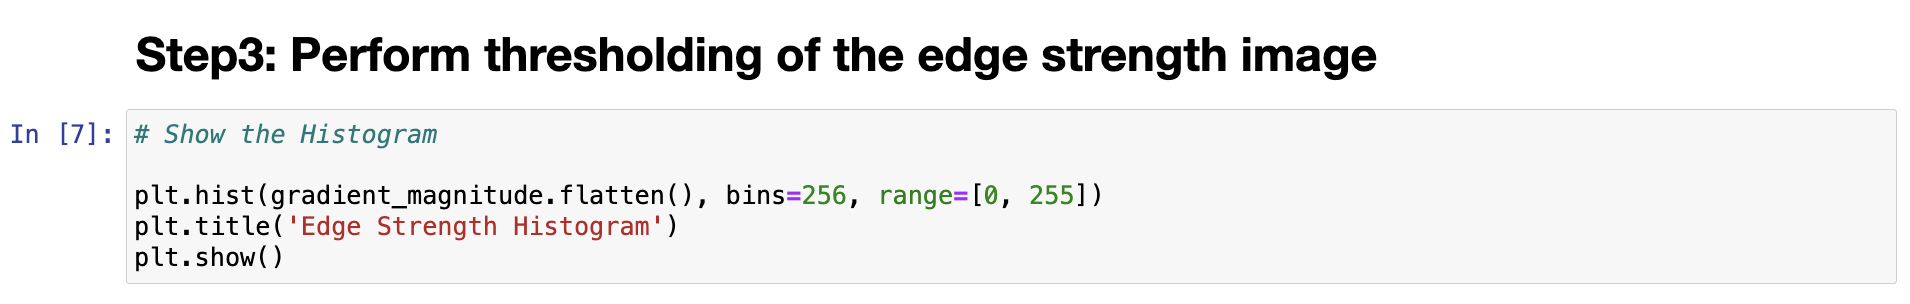 Step3: Perform thresholding of the edge strength image
In [7]: # Show the Histogram
plt.hist(gradient_magnitude.flatten(), bins=256, range=[0, 255])
plt.title('Edge Strength Histogram')
plt.show()